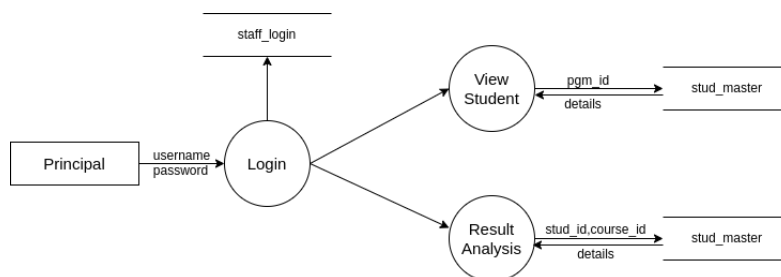 staff_login
View
Student
pgm_id
details
stud_master
Principal
username
password
Login
Result
Analysis
stud_id,course_id
details
stud_master